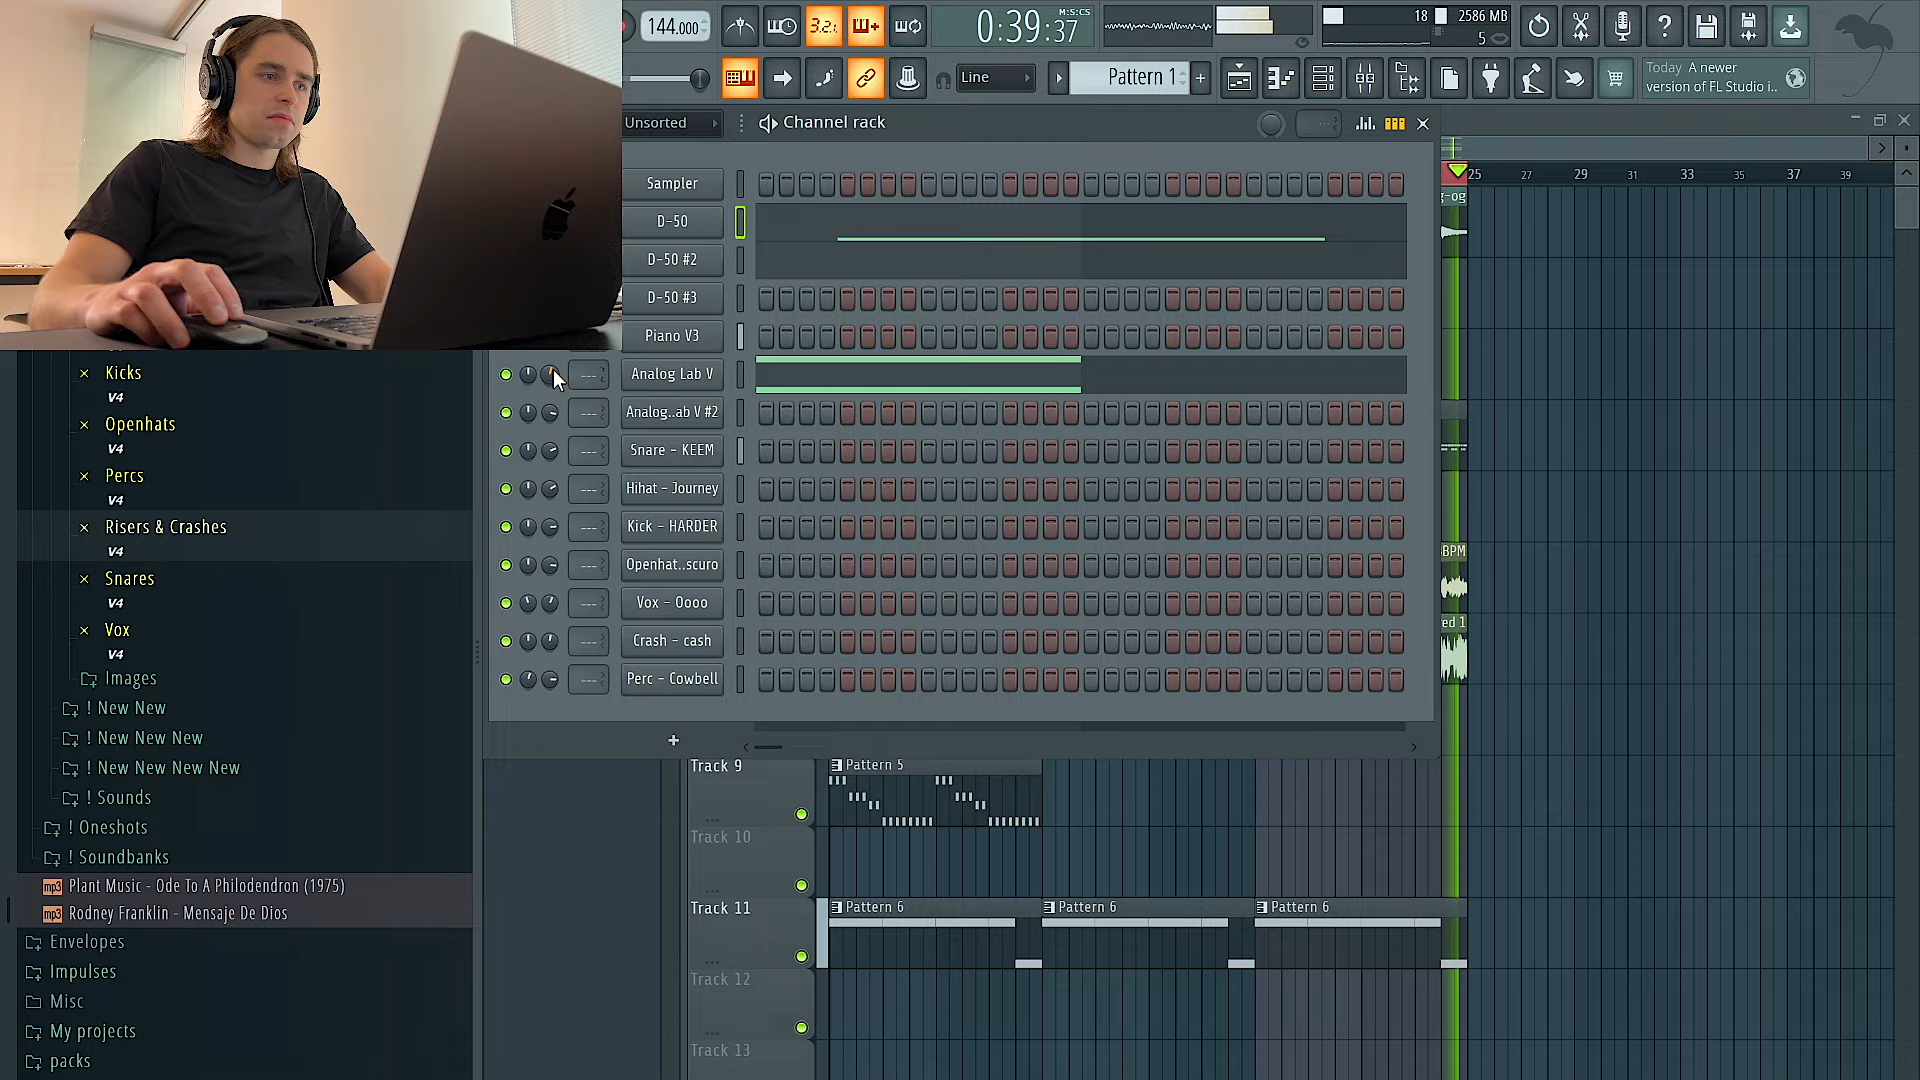 144.000
3.2.
0:39:37
M:S:CS
18
2586 MB
5
Line
Pattern 1
Today A newer
version of FL Studio i..
Unsorted
Channel rack
Sampler
D-50
D-50 #2
D-50 #3
Piano V3
Analog Lab V
Analog..ab V #2
Snare - KEEM
Hihat - Journey
Kick - HARDER
Openhat..scuro
Vox - Oooo
Crash - cash
Perc - Cowbell
25
27
29
31
33
35
37
39
g-og
BPM
ed 1
Kicks
V4
Openhats
V4
Percs
V4
Risers & Crashes
V4
Snares
V4
Vox
V4
Images
! New New
! New New New
! New New New New
! Sounds
! Oneshots
! Soundbanks
mp3 Plant Music - Ode To A Philodendron (1975)
mp3 Rodney Franklin - Mensaje De Dios
Envelopes
Impulses
Misc
My projects
packs
Track 9
Pattern 5
Track 10
Track 11
Pattern 6
Pattern 6
Pattern 6
Track 12
Track 13